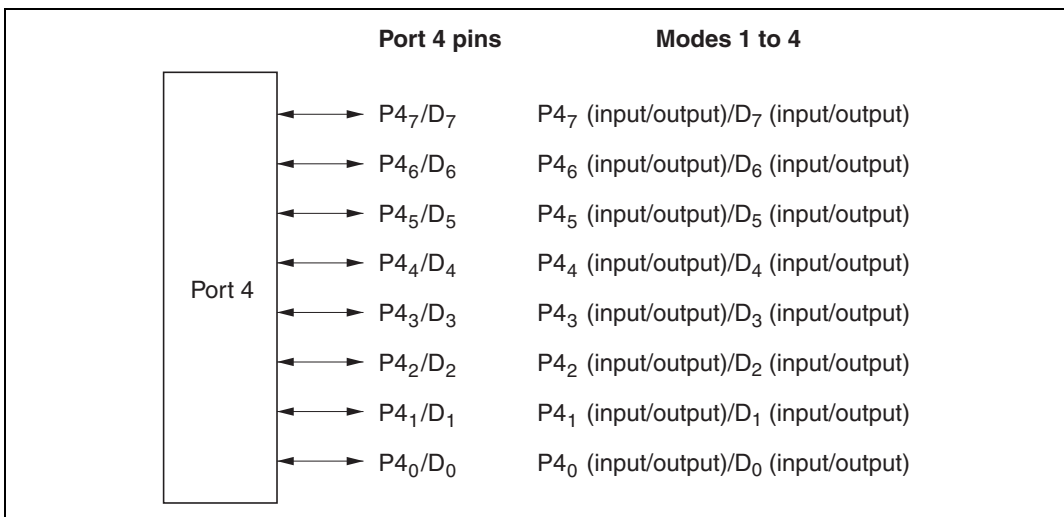 Port 4 pins Modes 1 to 4
P4₇/D₇ P4₇ (input/output)/D₇ (input/output)
P4₆/D₆ P4₆ (input/output)/D₆ (input/output)
P4₅/D₅ P4₅ (input/output)/D₅ (input/output)
P4₄/D₄ P4₄ (input/output)/D₄ (input/output)
Port 4
P4₃/D₃ P4₃ (input/output)/D₃ (input/output)
P4₂/D₂ P4₂ (input/output)/D₂ (input/output)
P4₁/D₁ P4₁ (input/output)/D₁ (input/output)
P4₀/D₀ P4₀ (input/output)/D₀ (input/output)